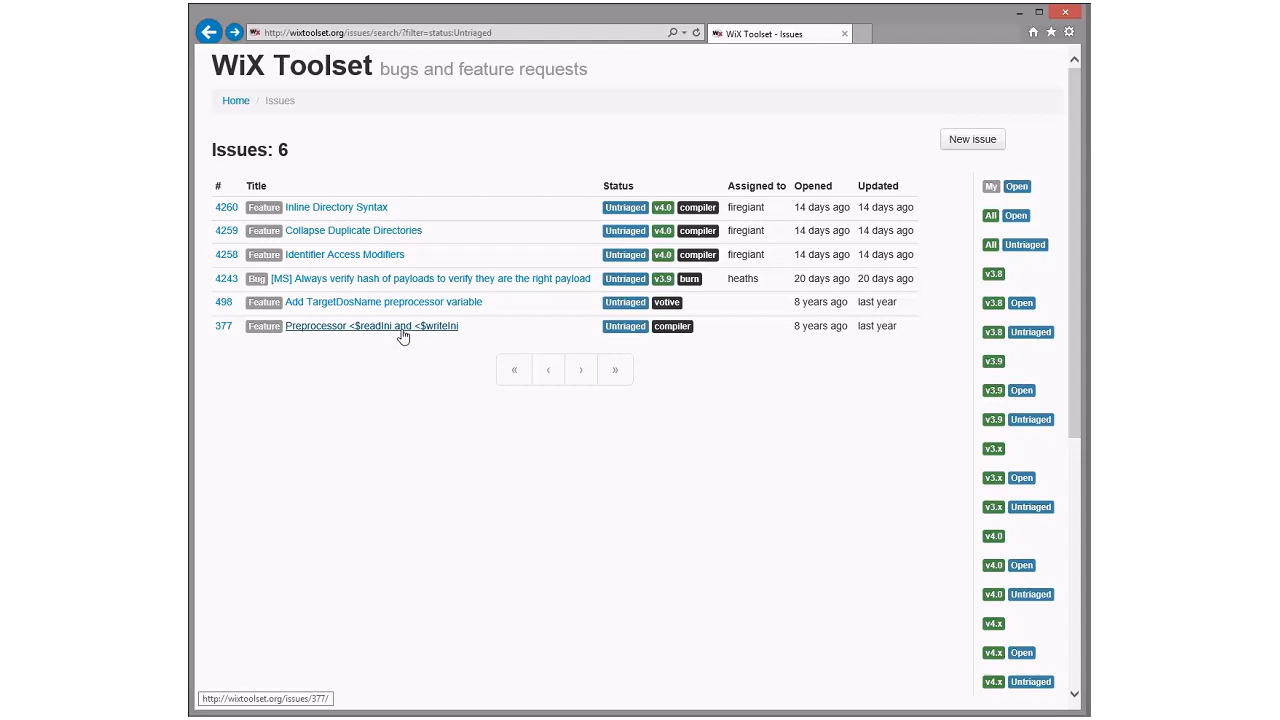 http://wixtoolset.org/issues/search/?filter=status:Untriaged
WiX Toolset - Issues
WiX Toolset bugs and feature requests
Home / Issues
Issues: 6
New issue
# Title Status Assigned to Opened Updated
4260 Feature Inline Directory Syntax Untriaged v4.0 compiler firegiant 14 days ago 14 days ago
4259 Feature Collapse Duplicate Directories Untriaged v4.0 compiler firegiant 14 days ago 14 days ago
4258 Feature Identifier Access Modifiers Untriaged v4.0 compiler firegiant 14 days ago 14 days ago
4243 Bug [MS] Always verify hash of payloads to verify they are the right payload Untriaged v3.9 burn heaths 20 days ago 20 days ago
498 Feature Add TargetDosName preprocessor variable Untriaged votive 8 years ago last year
377 Feature Preprocessor <$readIni and <$writeIni Untriaged compiler 8 years ago last year
« ‹ › »
My Open
All Open
All Untriaged
v3.8
v3.8 Open
v3.8 Untriaged
v3.9
v3.9 Open
v3.9 Untriaged
v3.x
v3.x Open
v3.x Untriaged
v4.0
v4.0 Open
v4.0 Untriaged
v4.x
v4.x Open
v4.x Untriaged
http://wixtoolset.org/issues/377/